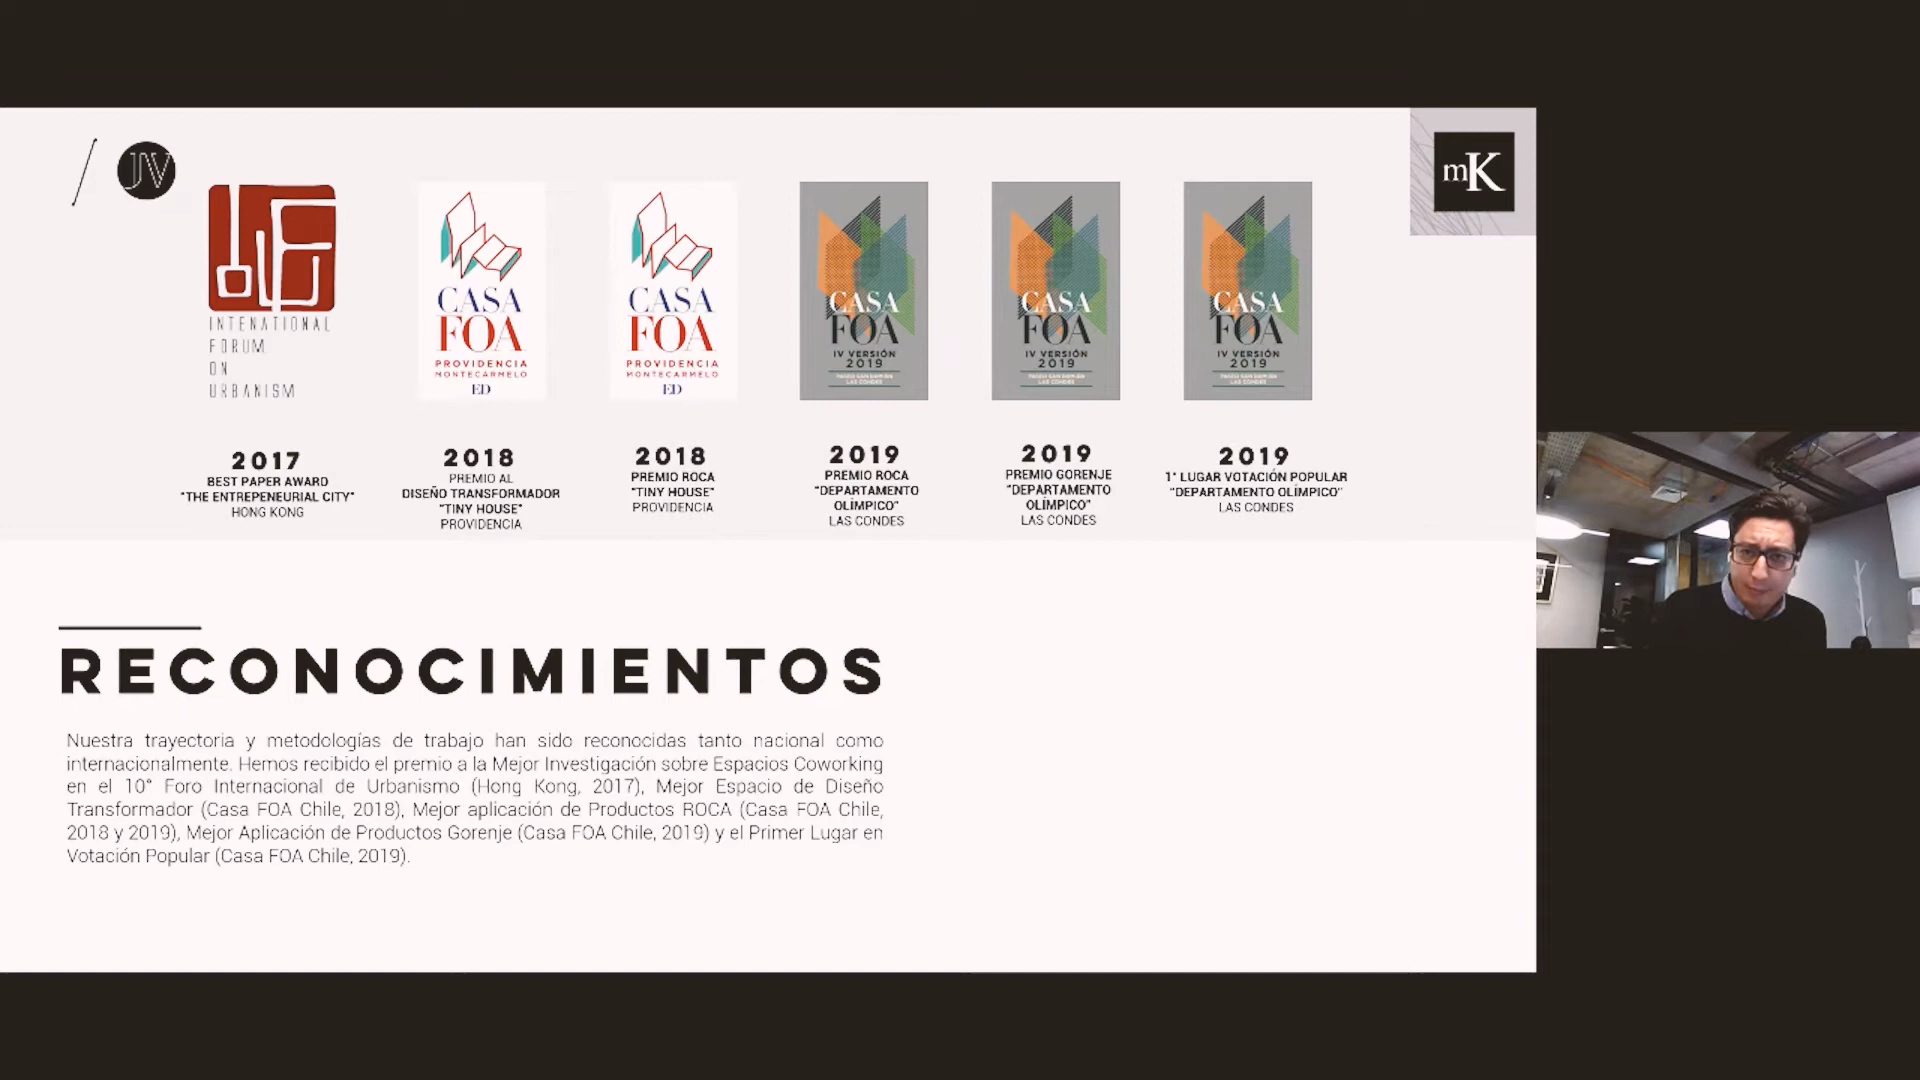 JV
mK
INTENATIONAL
FORUM
ON
URBANISM
CASA
FOA
PROVIDENCIA
MONTECARMELO
ED
CASA
FOA
PROVIDENCIA
MONTECARMELO
ED
CASA
FOA
IV VERSIÓN
2019
LAS CONDES
CASA
FOA
IV VERSIÓN
2019
LAS CONDES
CASA
FOA
IV VERSIÓN
2019
LAS CONDES
2017
BEST PAPER AWARD
"THE ENTREPENEURIAL CITY"
HONG KONG
2018
PREMIO AL
DISEÑO TRANSFORMADOR
"TINY HOUSE"
PROVIDENCIA
2018
PREMIO ROCA
"TINY HOUSE"
PROVIDENCIA
2019
PREMIO ROCA
"DEPARTAMENTO
OLÍMPICO"
LAS CONDES
2019
PREMIO GORENJE
"DEPARTAMENTO
OLÍMPICO"
LAS CONDES
2019
1° LUGAR VOTACIÓN POPULAR
"DEPARTAMENTO OLÍMPICO"
LAS CONDES
RECONOCIMIENTOS
Nuestra trayectoria y metodologías de trabajo han sido reconocidas tanto nacional como
internacionalmente. Hemos recibido el premio a la Mejor Investigación sobre Espacios Coworking
en el 10° Foro Internacional de Urbanismo (Hong Kong, 2017), Mejor Espacio de Diseño
Transformador (Casa FOA Chile, 2018), Mejor aplicación de Productos ROCA (Casa FOA Chile,
2018 y 2019), Mejor Aplicación de Productos Gorenje (Casa FOA Chile, 2019) y el Primer Lugar en
Votación Popular (Casa FOA Chile, 2019).